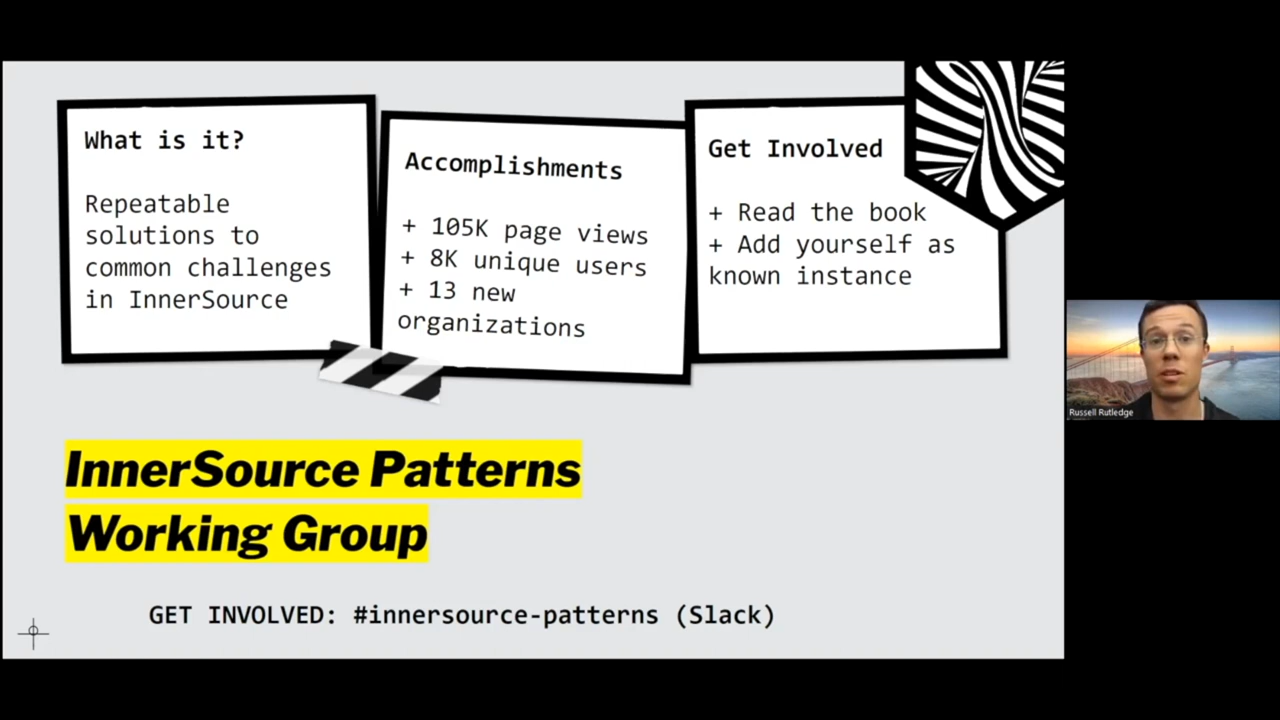 What is it?
Repeatable
solutions to
common challenges
in InnerSource
Accomplishments
+ 105K page views
+ 8K unique users
+ 13 new
organizations
Get Involved
+ Read the book
+ Add yourself as
known instance
InnerSource Patterns
Working Group
GET INVOLVED: #innersource-patterns (Slack)
Russell Rutledge